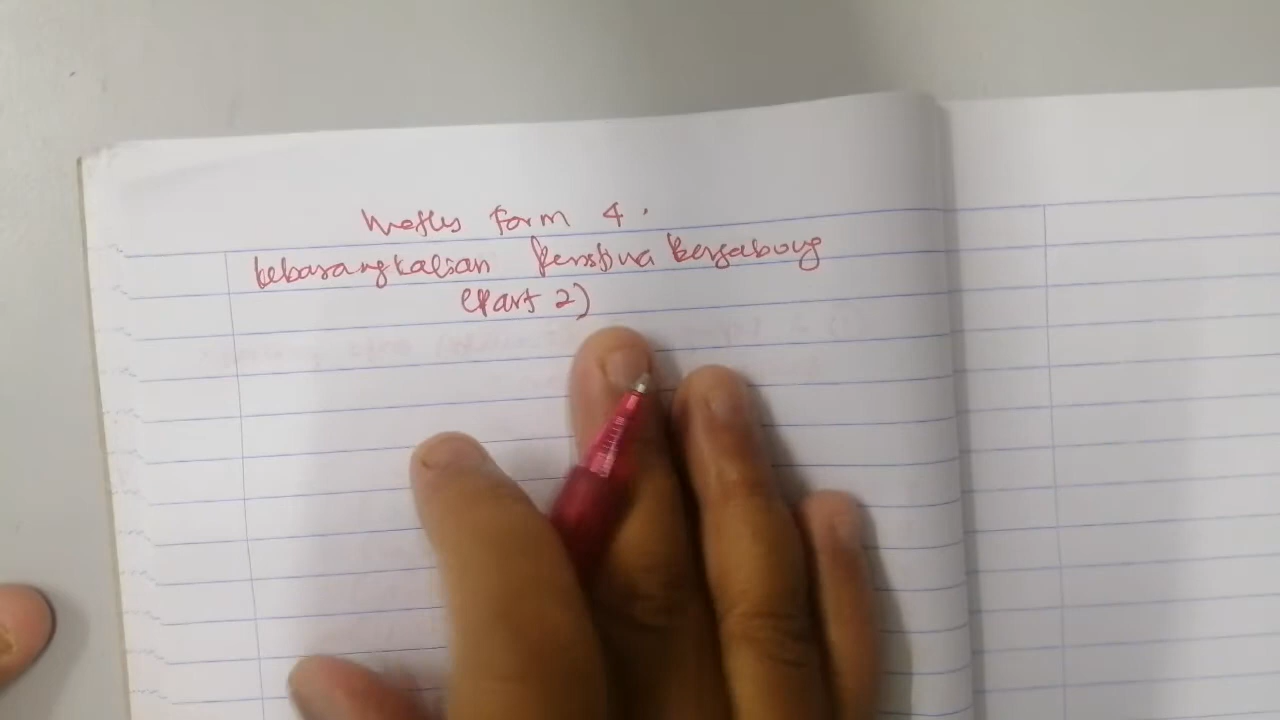 Maths form 4.
kebarangkalian Peristiwa Bergabung
(Part 2)